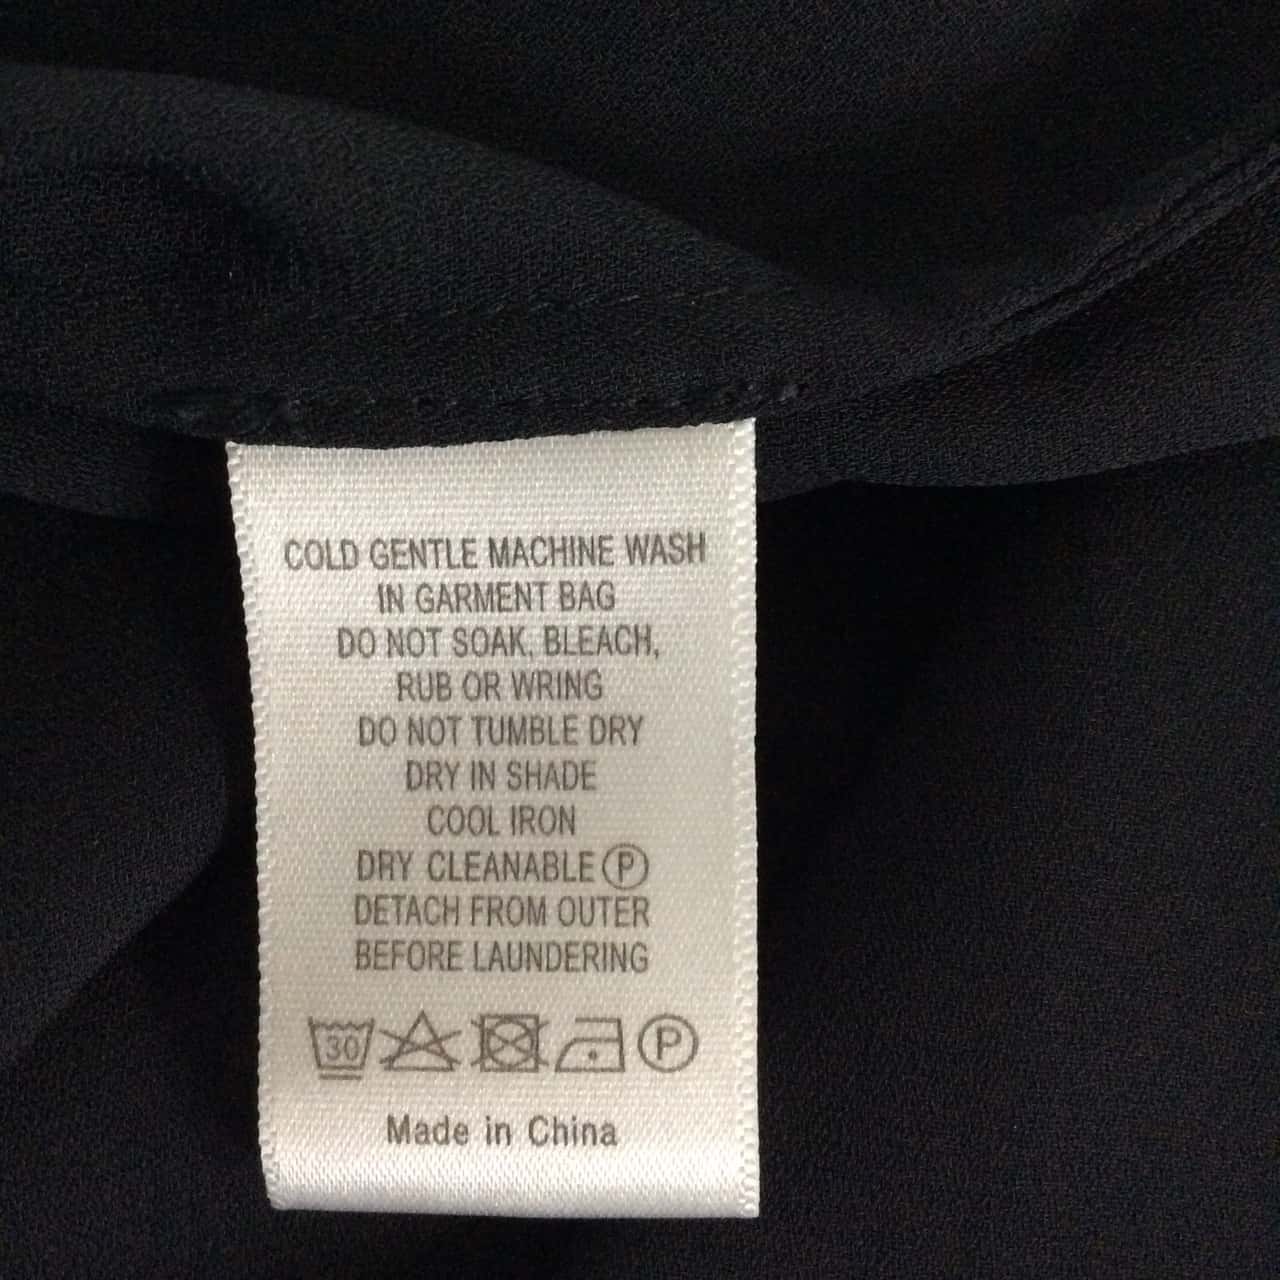 COLD GENTLE MACHINE WASH
IN GARMENT BAG
DO NOT SOAK, BLEACH,
RUB OR WRING
DO NOT TUMBLE DRY
DRY IN SHADE
COOL IRON
DRY CLEANABLE Ⓟ
DETACH FROM OUTER
BEFORE LAUNDERING
30 P
Made in China